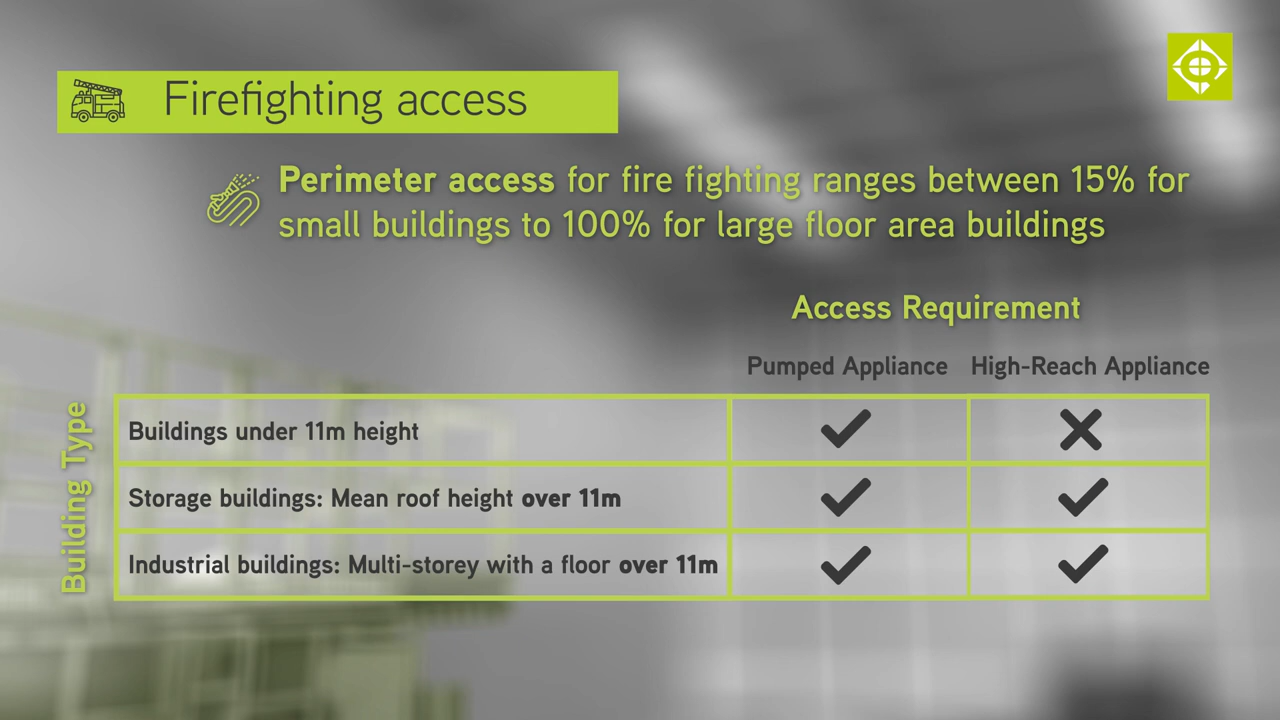 Firefighting access
Perimeter access for fire fighting ranges between 15% for
small buildings to 100% for large floor area buildings
Access Requirement
Pumped Appliance High-Reach Appliance
Building Type
Buildings under 11m height
Storage buildings: Mean roof height over 11m
Industrial buildings: Multi-storey with a floor over 11m